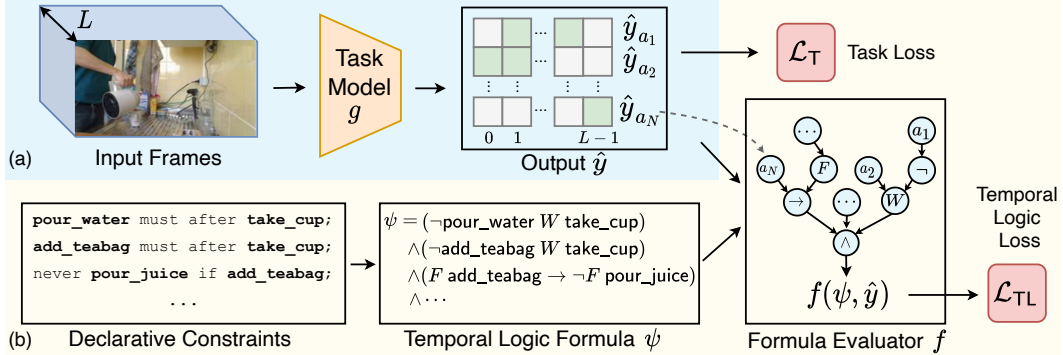 L
Input Frames
(a)
Task
Model
g
ŷ_{a_1}
ŷ_{a_2}
ŷ_{a_N}
...
...
⋮ ⋮ ⋮ ⋮
...
0 1 L − 1
Output ŷ
ℒ_T Task Loss
... a_1
a_N F a_2 ¬
→ ... W
∧
f(ψ, ŷ)
Formula Evaluator f
Temporal
Logic
Loss
ℒ_TL
pour_water must after take_cup;
add_teabag must after take_cup;
never pour_juice if add_teabag;
...
(b)
Declarative Constraints
ψ = (¬pour_water W take_cup)
∧(¬add_teabag W take_cup)
∧(F add_teabag → ¬F pour_juice)
∧ ⋯
Temporal Logic Formula ψ